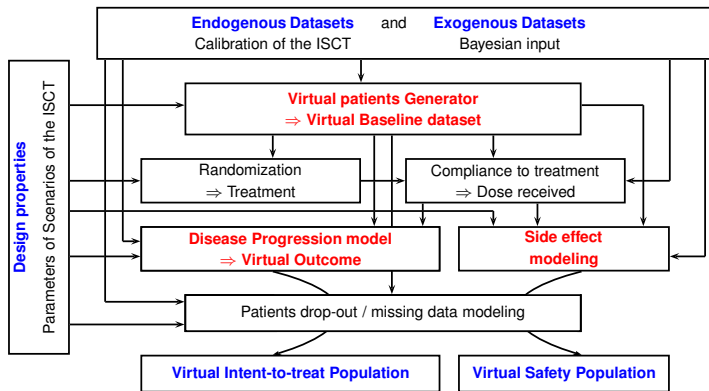 Endogenous Datasets and Exogenous Datasets
Calibration of the ISCT Bayesian input
Design properties
Parameters of Scenarios of the ISCT
Virtual patients Generator
⇒ Virtual Baseline dataset
Randomization
⇒ Treatment
Compliance to treatment
⇒ Dose received
Disease Progression model
⇒ Virtual Outcome
Side effect
modeling
Patients drop-out / missing data modeling
Virtual Intent-to-treat Population
Virtual Safety Population